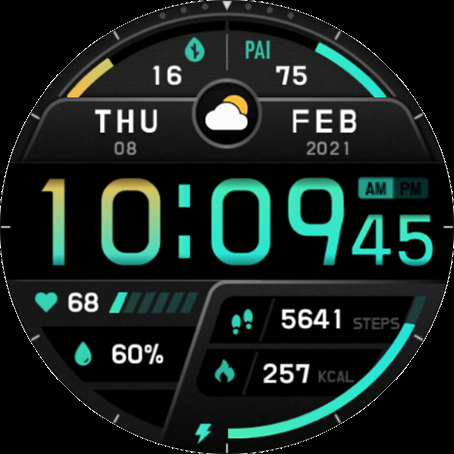 PAI
16 75
THU FEB
08 2021
AM PM
10:09 45
68
5641 STEPS
60%
257 KCAL